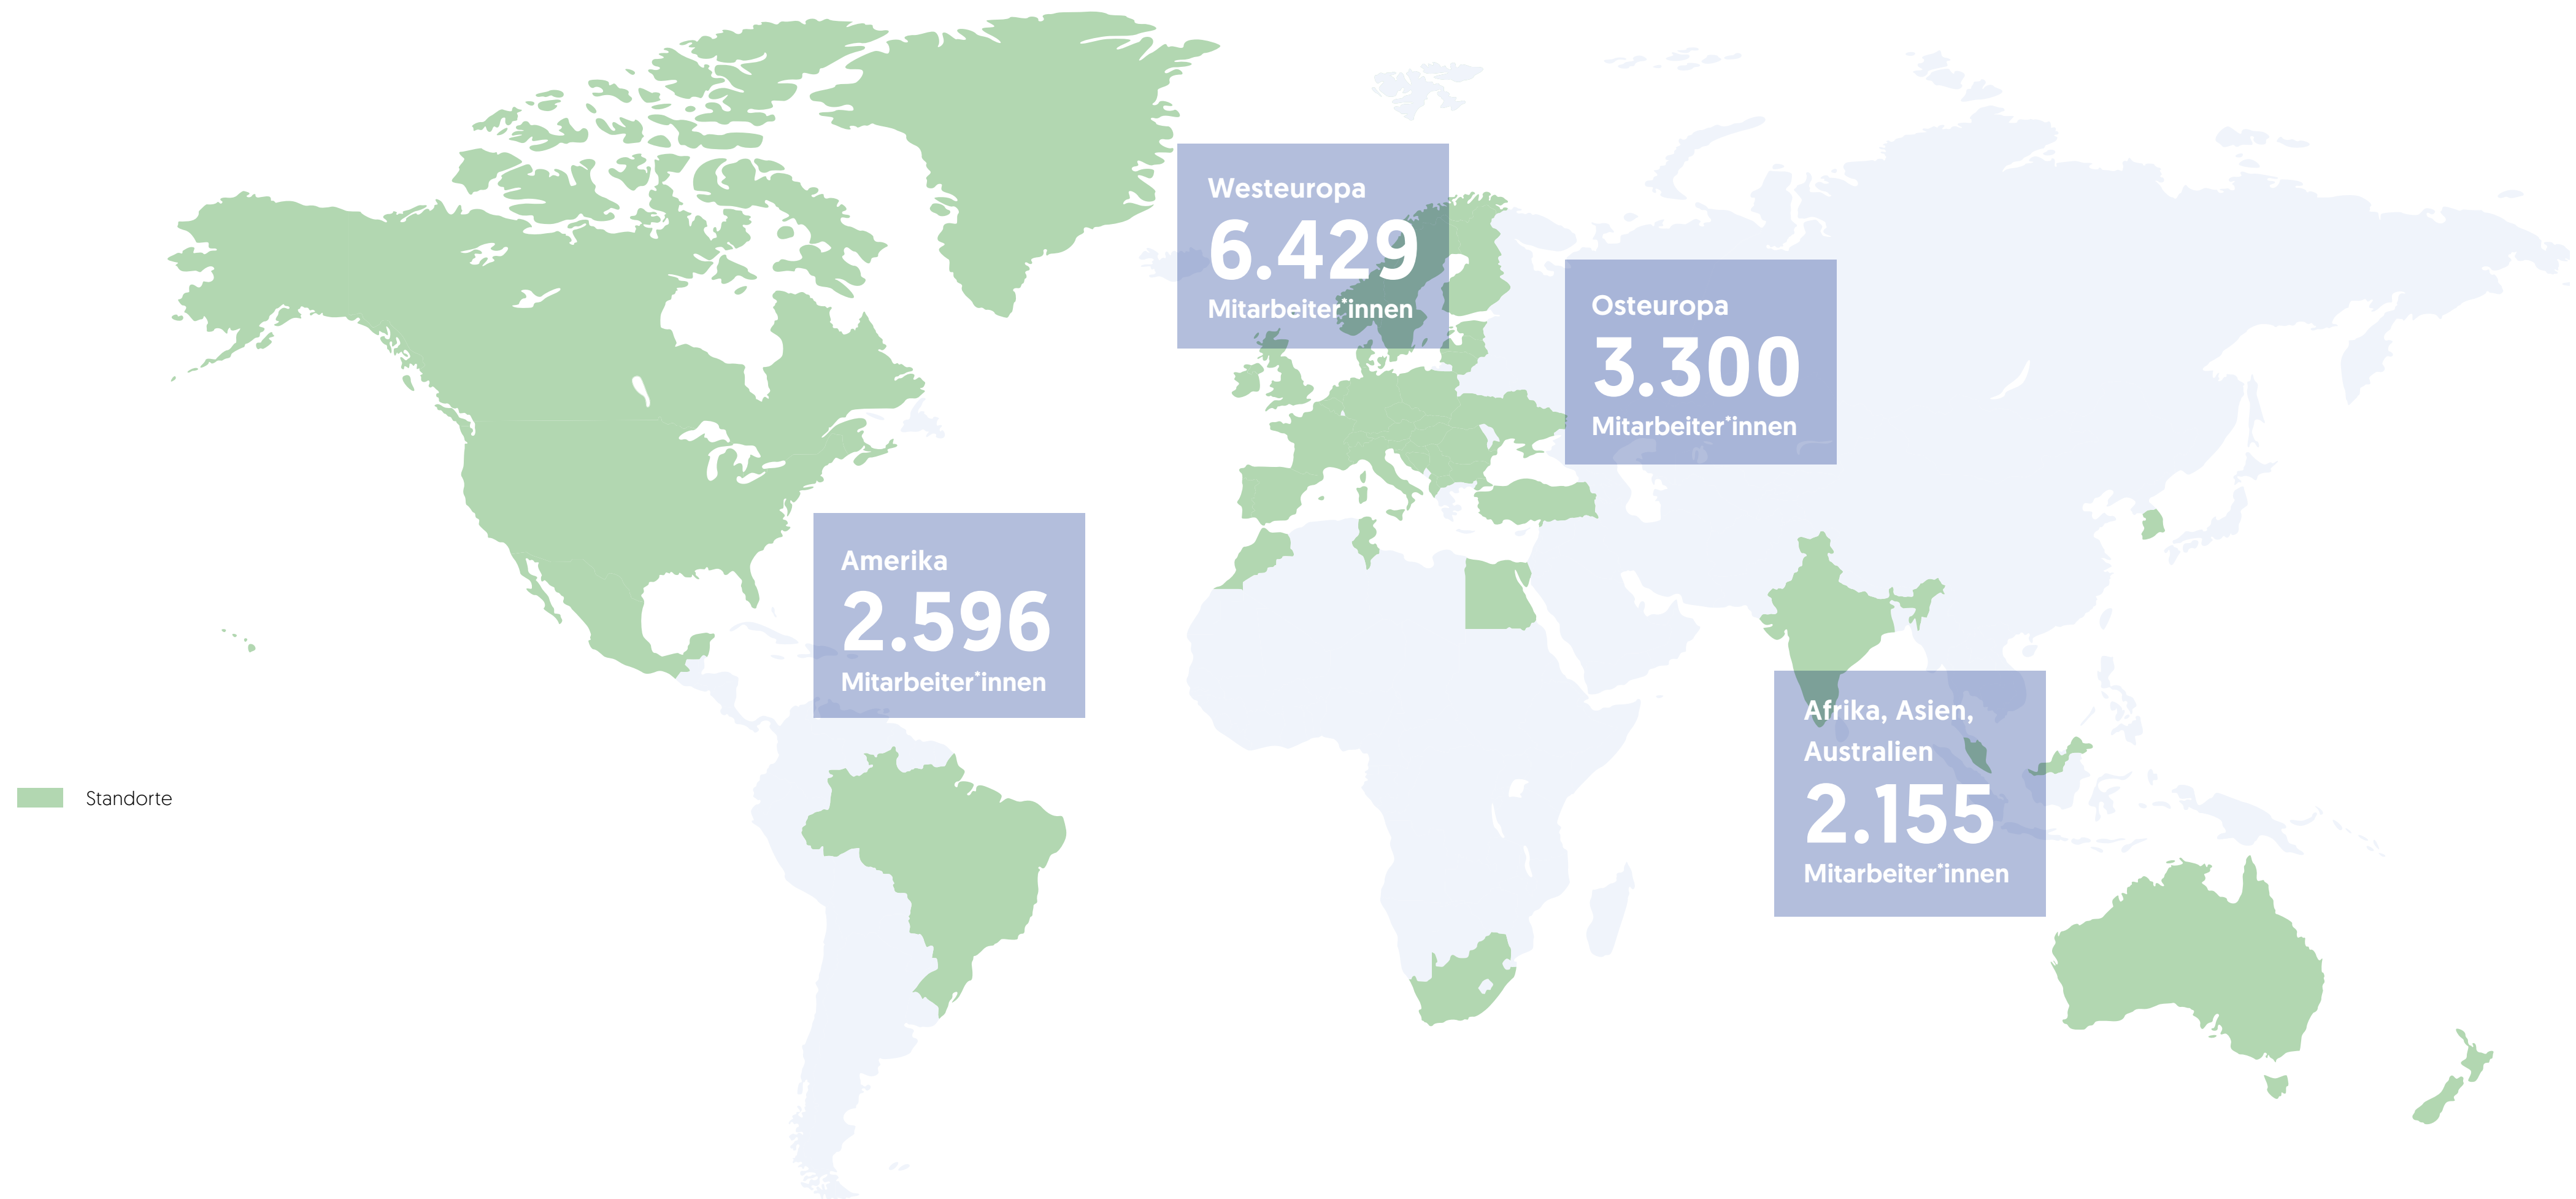 Westeuropa
6.429
Mitarbeiter*innen
Osteuropa
3.300
Mitarbeiter*innen
Amerika
2.596
Mitarbeiter*innen
Afrika, Asien,
Australien
2.155
Mitarbeiter*innen
Standorte